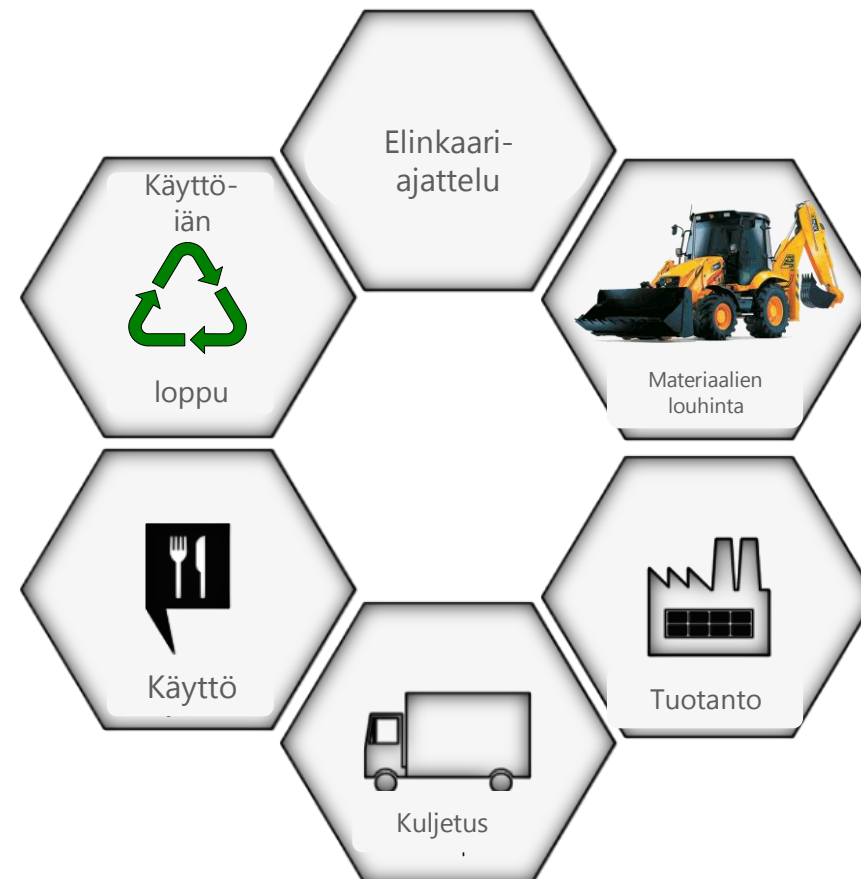 Elinkaari-
ajattelu
Materiaalien
louhinta
Tuotanto
Kuljetus
Käyttö
Käyttö-
iän
loppu